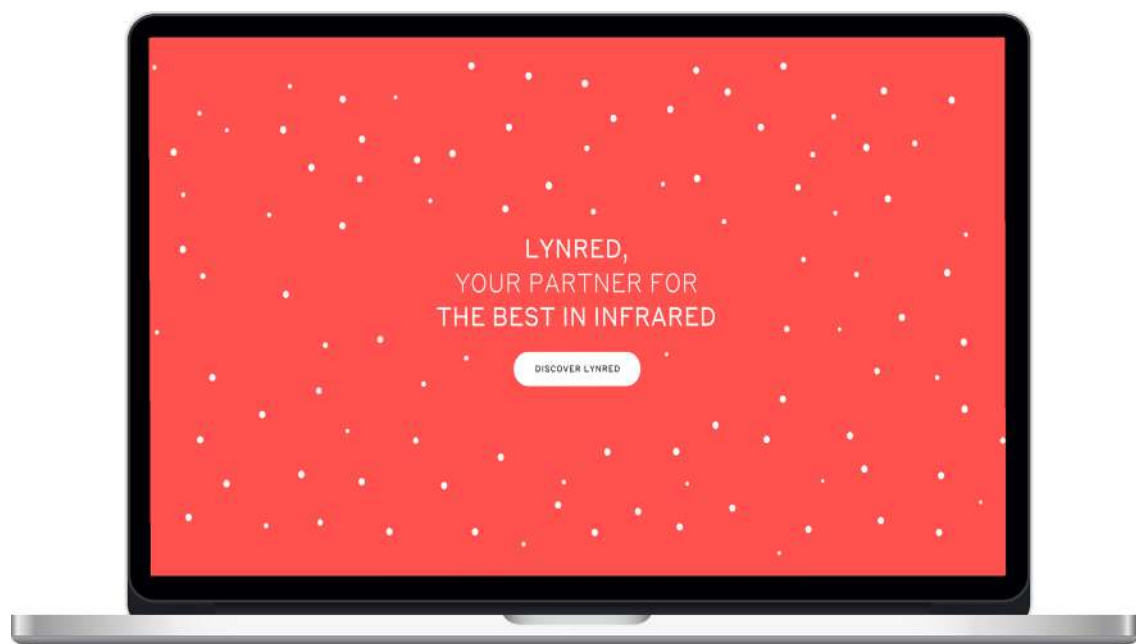 LYNRED,
YOUR PARTNER FOR
THE BEST IN INFRARED
DISCOVER LYNRED